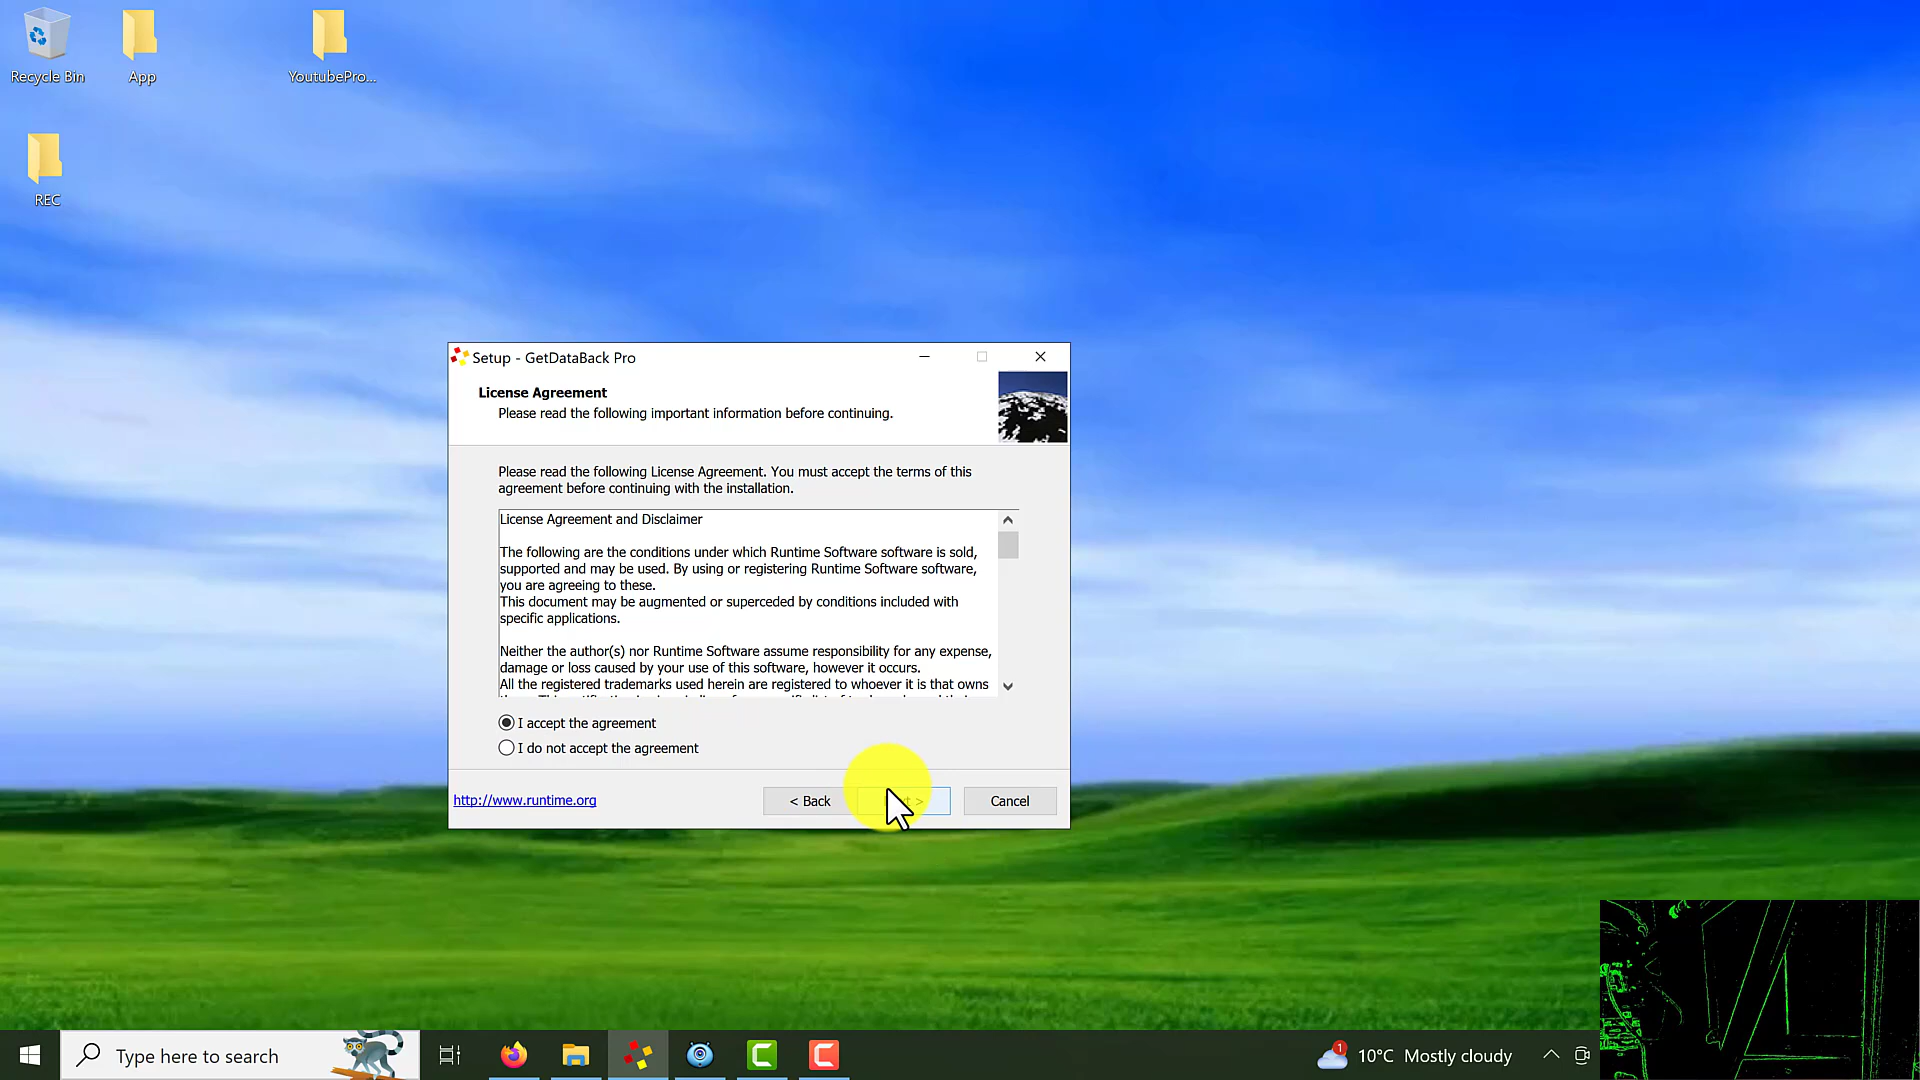 Recycle Bin
App
YoutubePro...
REC
Setup - GetDataBack Pro
License Agreement
Please read the following important information before continuing.
Please read the following License Agreement. You must accept the terms of this
agreement before continuing with the installation.
License Agreement and Disclaimer
The following are the conditions under which Runtime Software software is sold,
supported and may be used. By using or registering Runtime Software software,
you are agreeing to these.
This document may be augmented or superceded by conditions included with
specific applications.
Neither the author(s) nor Runtime Software assume responsibility for any expense,
damage or loss caused by your use of this software, however it occurs.
All the registered trademarks used herein are registered to whoever it is that owns
I accept the agreement
I do not accept the agreement
http://www.runtime.org
< Back
>
Cancel
Type here to search
1
10°C Mostly cloudy